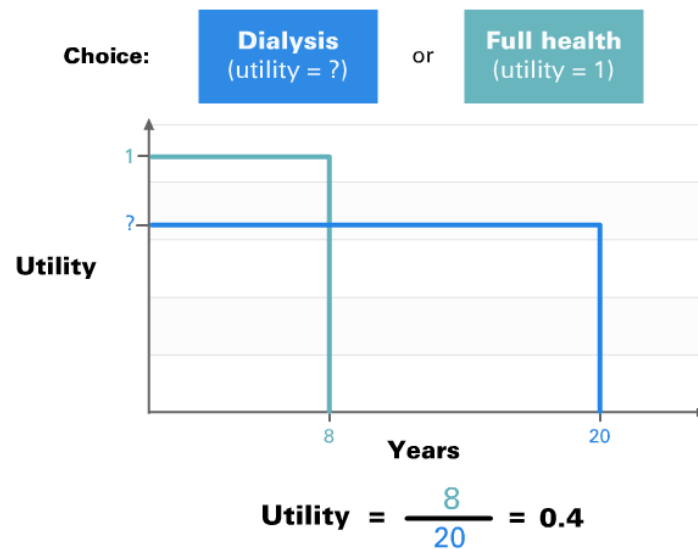 Choice:
Dialysis
(utility = ?)
or
Full health
(utility = 1)
1
?
Utility
8
20
Years
Utility = 8/20 = 0.4